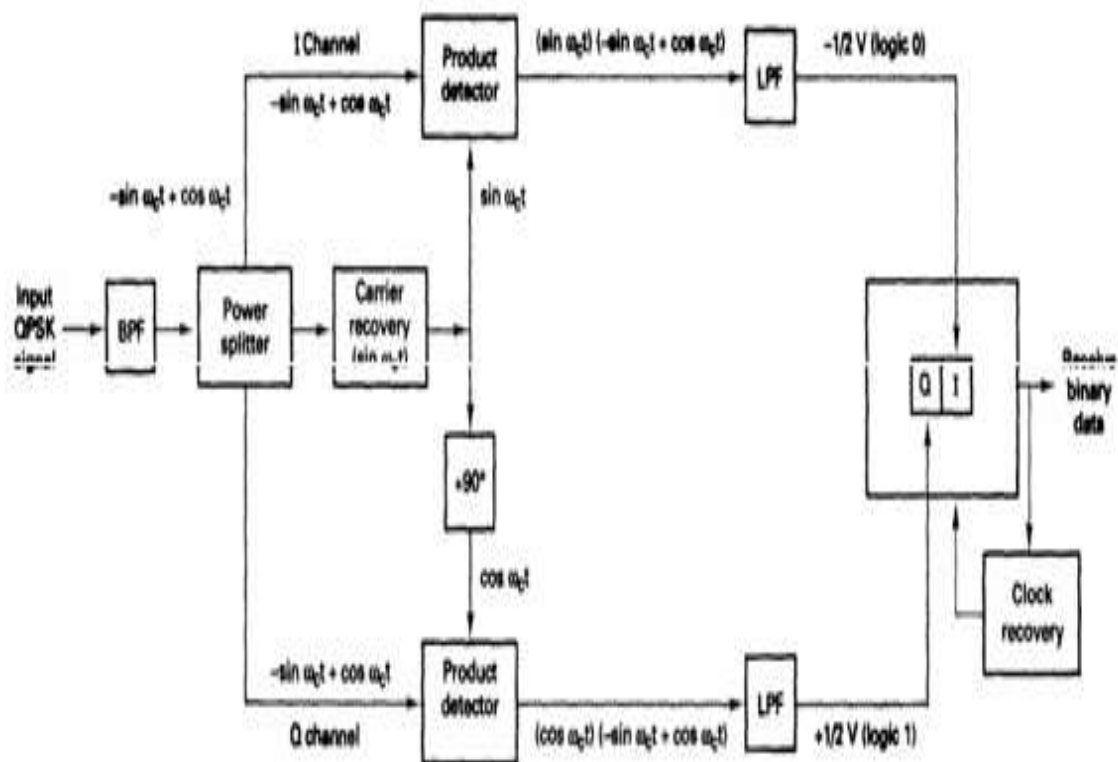 I Channel
-sin ωct + cos ωct
Product
detector
(sin ωct) (-sin ωct + cos ωct)
LPF
-1/2 V (logic 0)
-sin ωct + cos ωct
sin ωct
Input
QPSK
signal
BPF
Power
splitter
Carrier
recovery
(sin ωct)
Q I
binary
data
+90°
cos ωct
Clock
recovery
-sin ωct + cos ωct
Q channel
Product
detector
(cos ωct) (-sin ωct + cos ωct)
LPF
+1/2 V (logic 1)